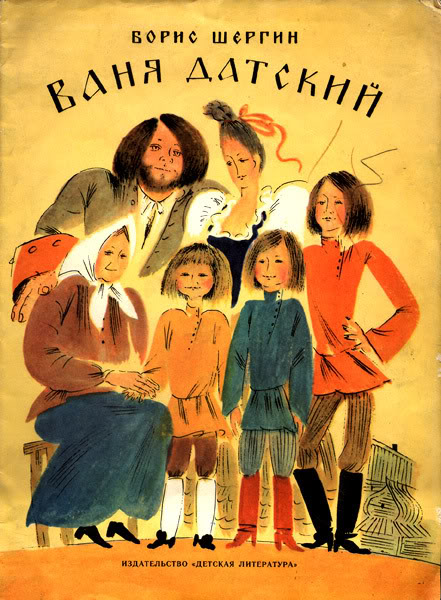 БОРИС ШЕРГИН
ВАНЯ ДАТСКИЙ
ИЗДАТЕЛЬСТВО «ДЕТСКАЯ ЛИТЕРАТУРА»